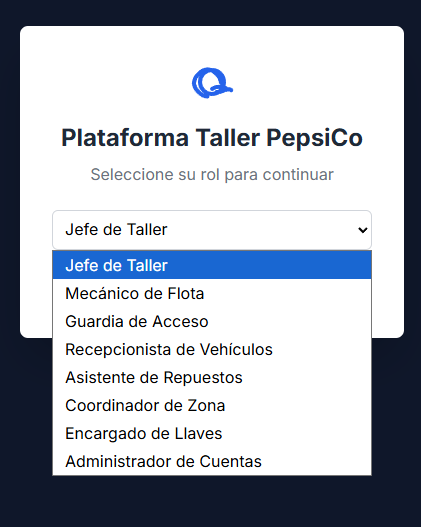 Plataforma Taller PepsiCo
Seleccione su rol para continuar
Jefe de Taller
Jefe de Taller
Mecánico de Flota
Guardia de Acceso
Recepcionista de Vehículos
Asistente de Repuestos
Coordinador de Zona
Encargado de Llaves
Administrador de Cuentas